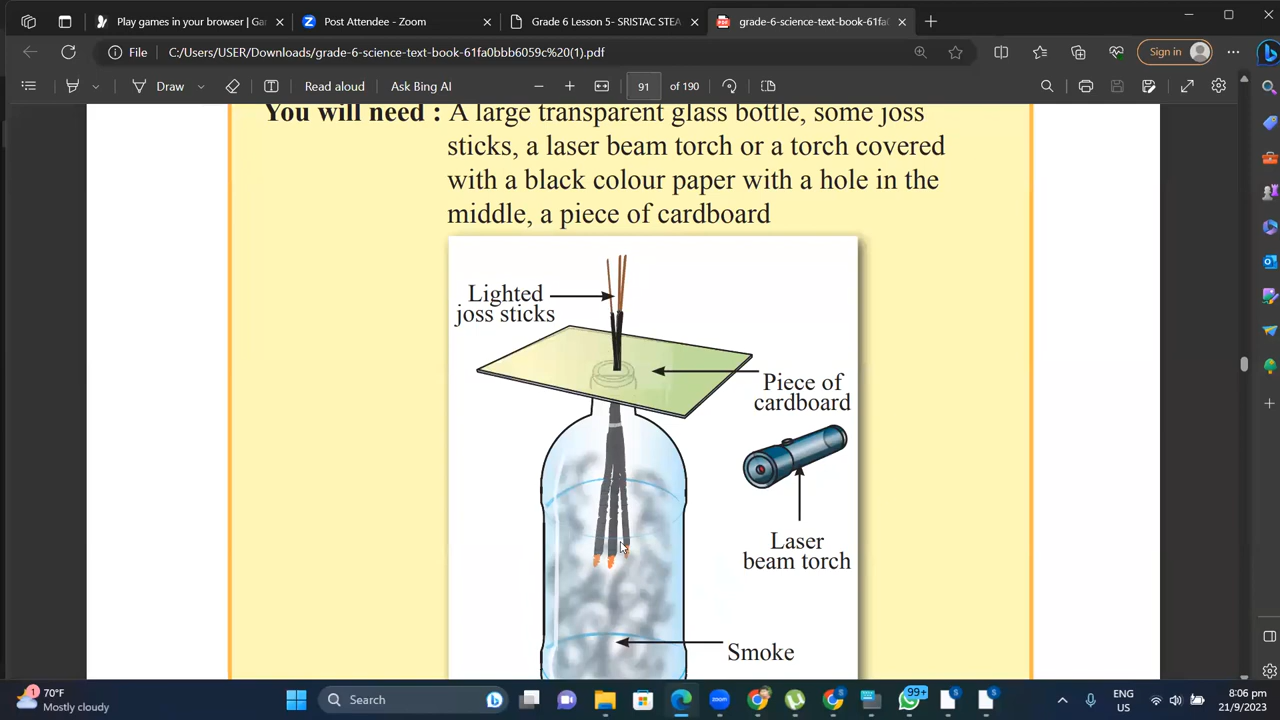 Play games in your browser | Ga
Post Attendee - Zoom
Grade 6 Lesson 5- SRISTAC STEA
grade-6-science-text-book-61fa0
File
C:/Users/USER/Downloads/grade-6-science-text-book-61fa0bbb6059c%20(1).pdf
Sign in
Draw
Read aloud
Ask Bing AI
91
of 190
You will need : A large transparent glass bottle, some joss
sticks, a laser beam torch or a torch covered
with a black colour paper with a hole in the
middle, a piece of cardboard
Lighted
joss sticks
Piece of
cardboard
Laser
beam torch
Smoke
1
70°F
Mostly cloudy
Search
zoom
99+
ENG
US
8:06 pm
21/9/2023